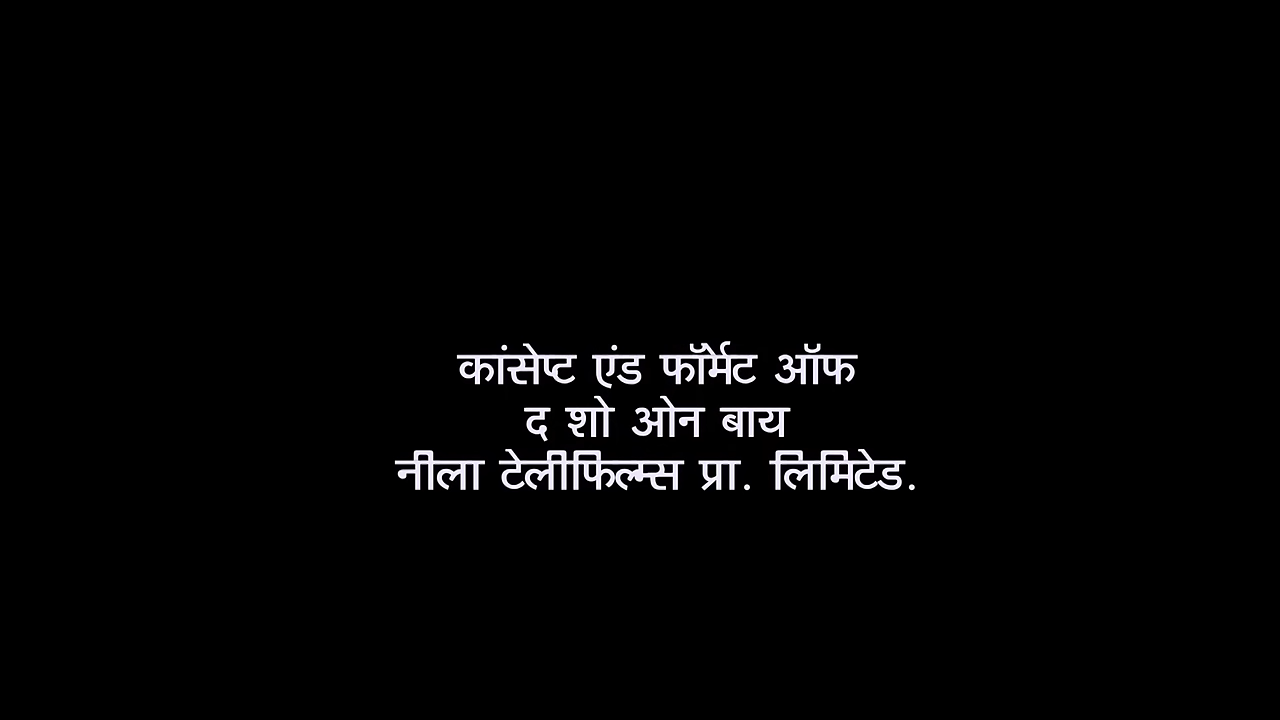 कांसेप्ट एंड फॉर्मेट ऑफ
द शो ओन बाय
नीला टेलीफिल्म्स प्रा. लिमिटेड.